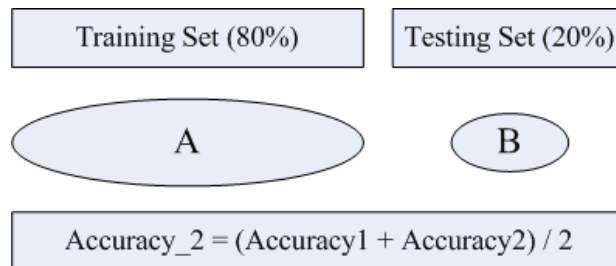 Training Set (80%)
Testing Set (20%)
A
B
Accuracy_2 = (Accuracy1 + Accuracy2) / 2